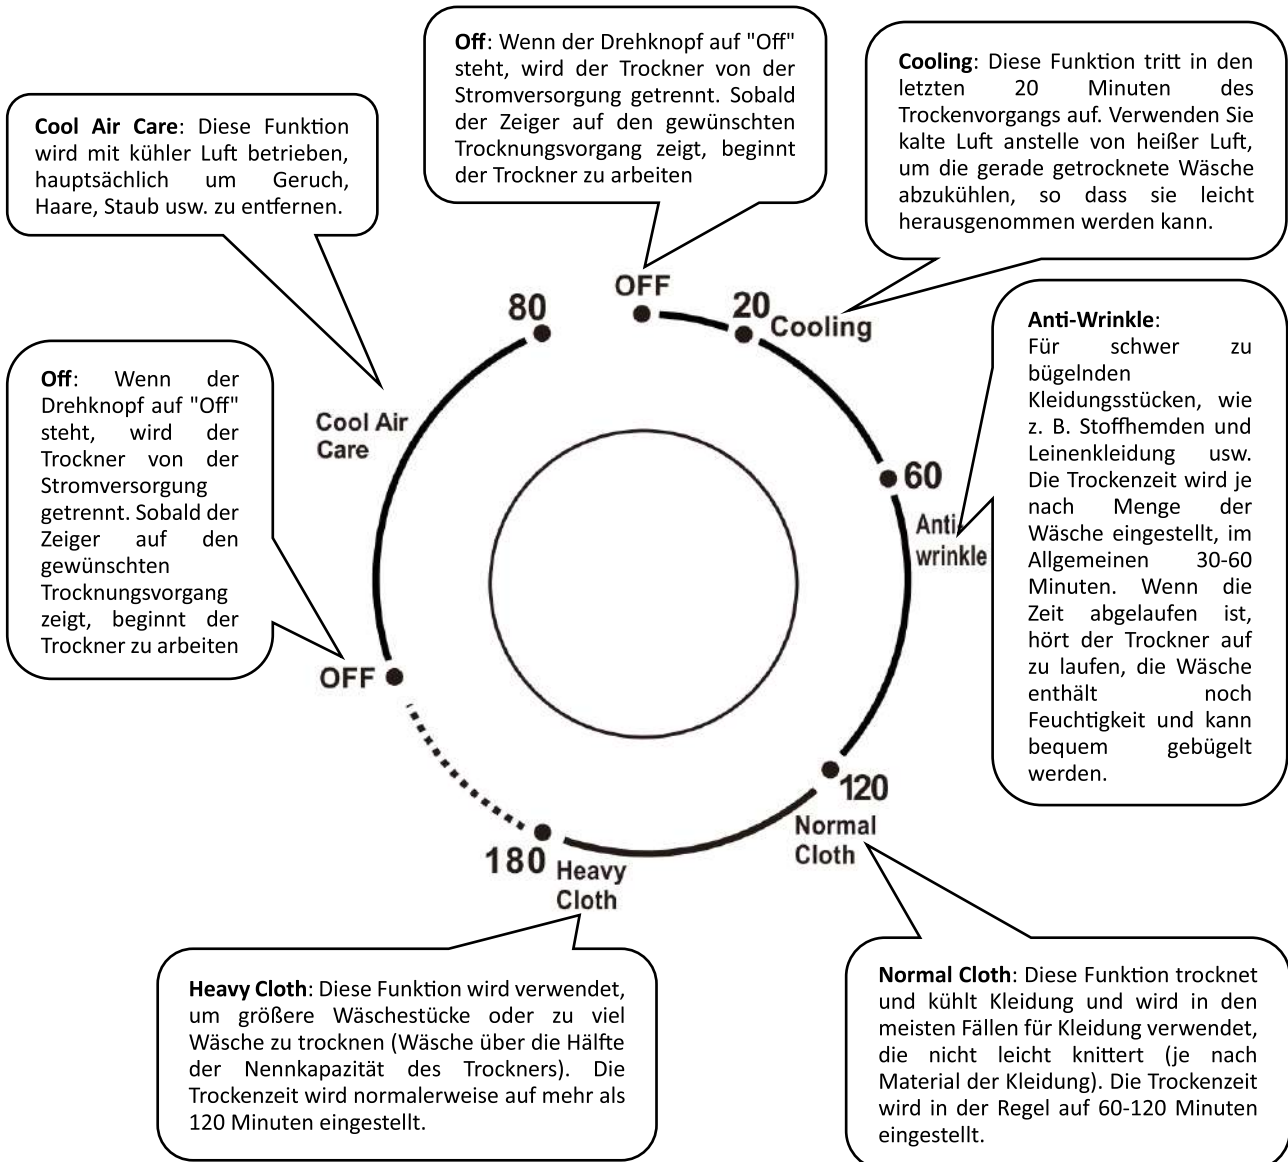 Off: Wenn der Drehknopf auf "Off"
steht, wird der Trockner von der
Stromversorgung getrennt. Sobald
der Zeiger auf den gewünschten
Trocknungsvorgang zeigt, beginnt
der Trockner zu arbeiten
Cooling: Diese Funktion tritt in den
letzten 20 Minuten des
Trockenvorgangs auf. Verwenden Sie
kalte Luft anstelle von heißer Luft,
um die gerade getrocknete Wäsche
abzukühlen, so dass sie leicht
herausgenommen werden kann.
Cool Air Care: Diese Funktion
wird mit kühler Luft betrieben,
hauptsächlich um Geruch,
Haare, Staub usw. zu entfernen.
OFF
80
20
Cooling
Anti-Wrinkle:
Für schwer zu
bügelnden
Kleidungsstücken, wie
z. B. Stoffhemden und
Leinenkleidung usw.
Die Trockenzeit wird je
nach Menge der
Wäsche eingestellt, im
Allgemeinen 30-60
Minuten. Wenn die
Zeit abgelaufen ist,
hört der Trockner auf
zu laufen, die Wäsche
enthält noch
Feuchtigkeit und kann
bequem gebügelt
werden.
Off: Wenn der
Drehknopf auf "Off"
steht, wird der
Trockner von der
Stromversorgung
getrennt. Sobald der
Zeiger auf den
gewünschten
Trocknungsvorgang
zeigt, beginnt der
Trockner zu arbeiten
Cool Air
Care
60
Anti-
wrinkle
OFF
120
Normal
Cloth
180
Heavy
Cloth
Heavy Cloth: Diese Funktion wird verwendet,
um größere Wäschestücke oder zu viel
Wäsche zu trocknen (Wäsche über die Hälfte
der Nennkapazität des Trockners). Die
Trockenzeit wird normalerweise auf mehr als
120 Minuten eingestellt.
Normal Cloth: Diese Funktion trocknet
und kühlt Kleidung und wird in den
meisten Fällen für Kleidung verwendet,
die nicht leicht knittert (je nach
Material der Kleidung). Die Trockenzeit
wird in der Regel auf 60-120 Minuten
eingestellt.